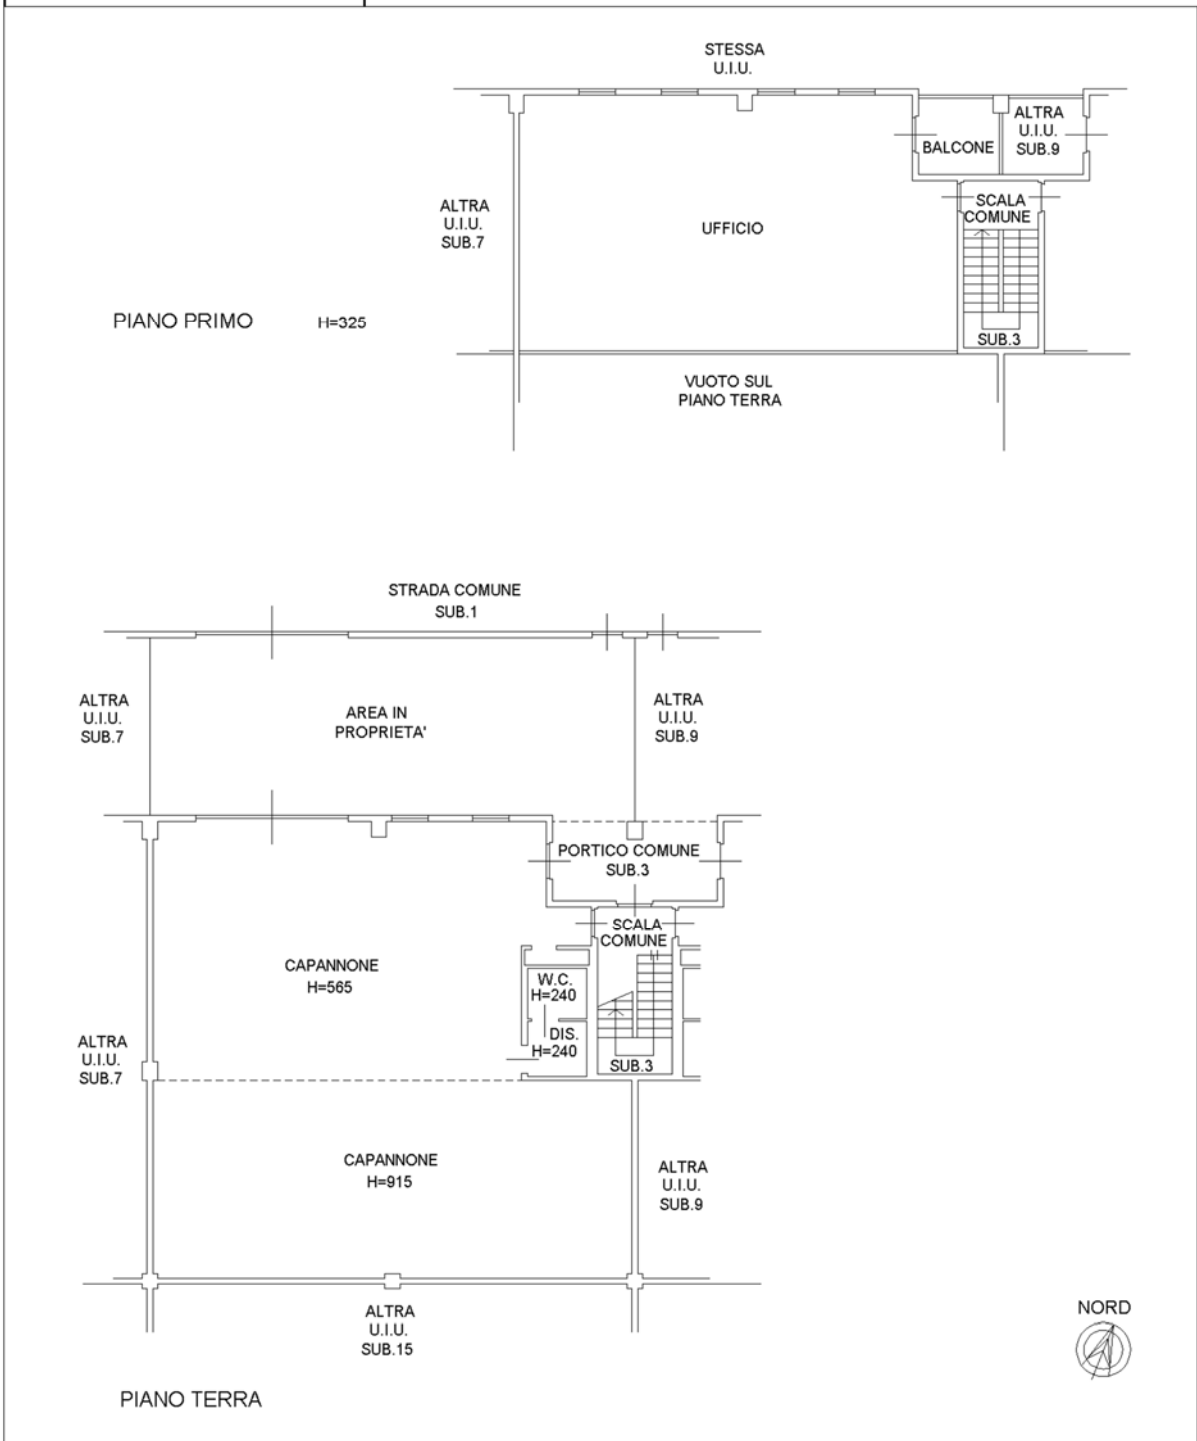 STESSA
U.I.U.
ALTRA
U.I.U.
SUB.9
BALCONE
ALTRA
U.I.U.
SUB.7
UFFICIO
SCALA
COMUNE
SUB.3
PIANO PRIMO H=325
VUOTO SUL
PIANO TERRA
STRADA COMUNE
SUB.1
ALTRA
U.I.U.
SUB.7
AREA IN
PROPRIETA'
ALTRA
U.I.U.
SUB.9
PORTICO COMUNE
SUB.3
SCALA
COMUNE
CAPANNONE
H=565
W.C.
H=240
DIS.
H=240
SUB.3
ALTRA
U.I.U.
SUB.7
CAPANNONE
H=915
ALTRA
U.I.U.
SUB.9
ALTRA
U.I.U.
SUB.15
NORD
PIANO TERRA